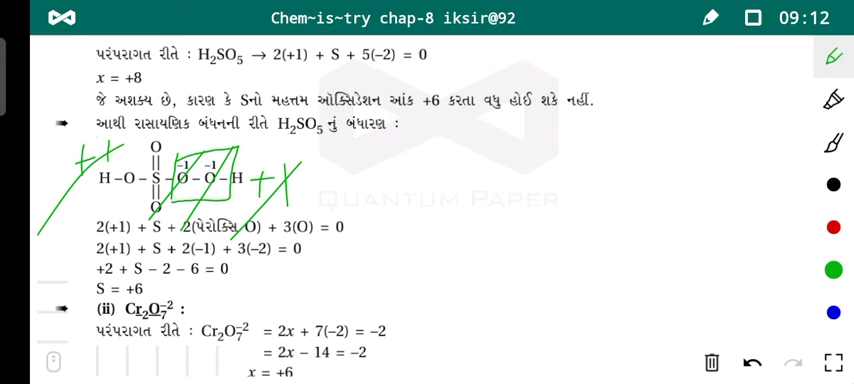 Chem~is~try chap-8 iksir@92
09:12
પરંપરાગત રીતે : H₂SO₅ → 2(+1) + S + 5(–2) = 0
x = +8
જે અશક્ય છે, કારણ કે Sનો મહત્તમ ઑક્સિડેશન આંક +6 કરતા વધુ હોઈ શકે નહીં.
➡ આથી રાસાયણિક બંધનની રીતે H₂SO₅ નું બંધારણ :
O
||
–1 –1
H – O – S – O – O – H
||
O
+x
+x
QUANTUM PAPER
2(+1) + S + 2(પેરોક્સિ O) + 3(O) = 0
2(+1) + S + 2(–1) + 3(–2) = 0
+2 + S – 2 – 6 = 0
S = +6
➡ (ii) Cr₂O₇⁻² :
પરંપરાગત રીતે : Cr₂O₇⁻² = 2x + 7(–2) = –2
= 2x – 14 = –2
x = +6